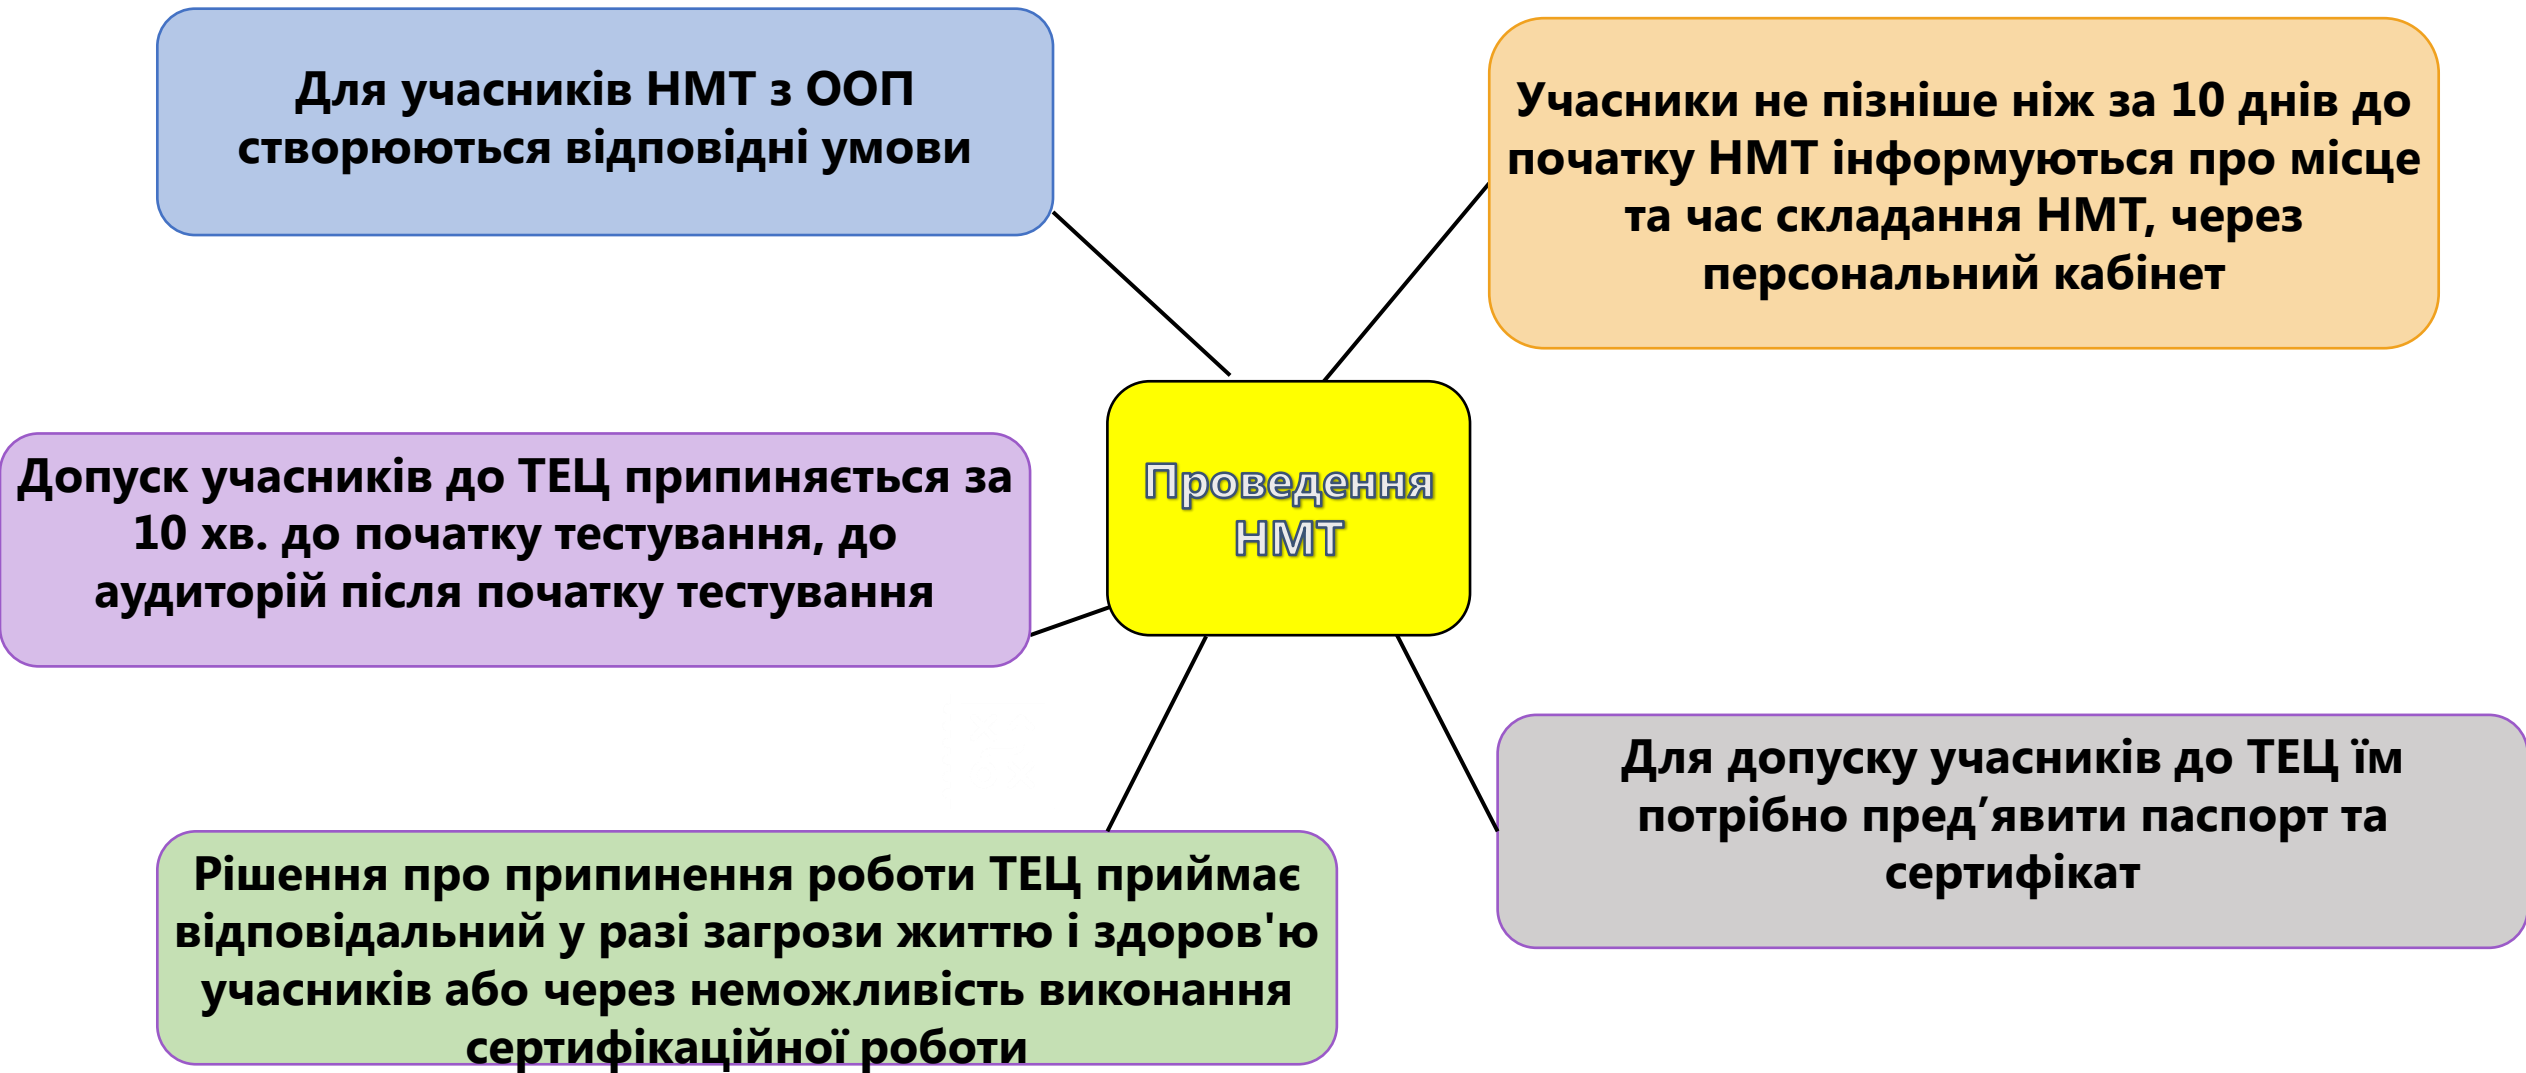 Для учасників НМТ з ООП
створюються відповідні умови
Учасники не пізніше ніж за 10 днів до
початку НМТ інформуються про місце
та час складання НМТ, через
персональний кабінет
Проведення
НМТ
Допуск учасників до ТЕЦ припиняється за
10 хв. до початку тестування, до
аудиторій після початку тестування
Для допуску учасників до ТЕЦ їм
потрібно пред’явити паспорт та
сертифікат
Рішення про припинення роботи ТЕЦ приймає
відповідальний у разі загрози життю і здоров'ю
учасників або через неможливість виконання
сертифікаційної роботи